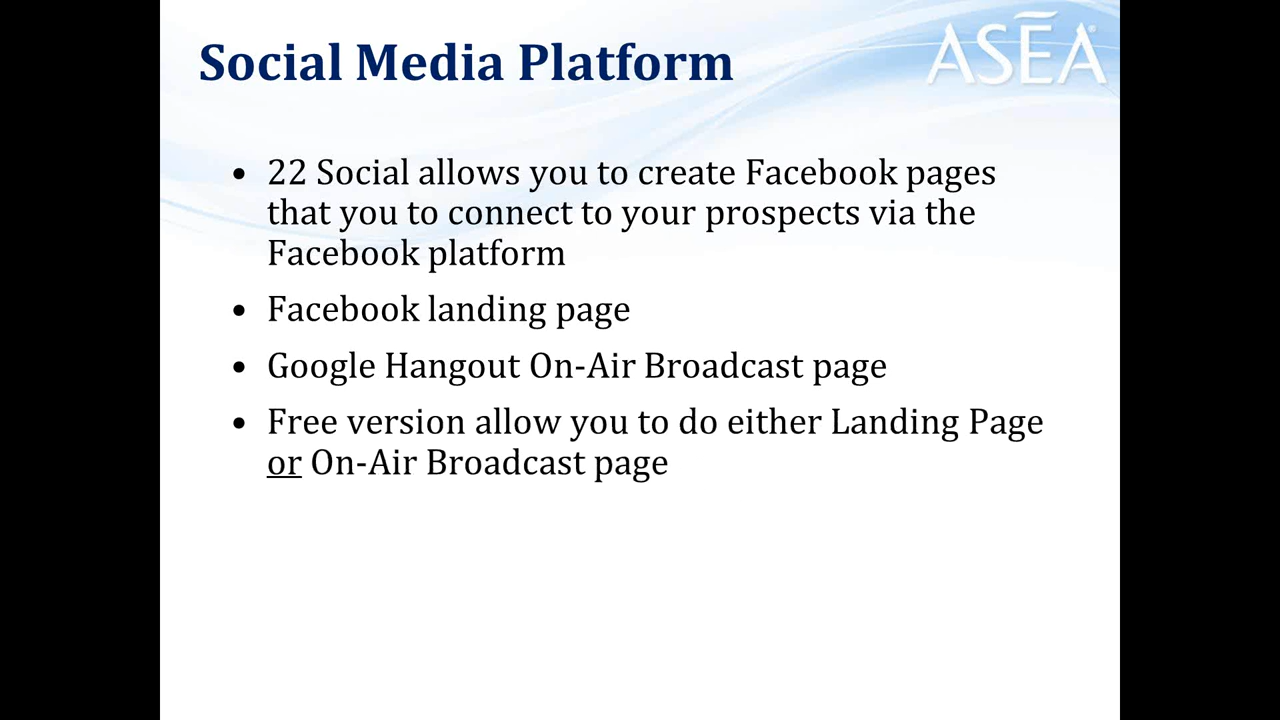 Social Media Platform
ASEA
• 22 Social allows you to create Facebook pages
that you to connect to your prospects via the
Facebook platform
• Facebook landing page
• Google Hangout On-Air Broadcast page
• Free version allow you to do either Landing Page
or On-Air Broadcast page